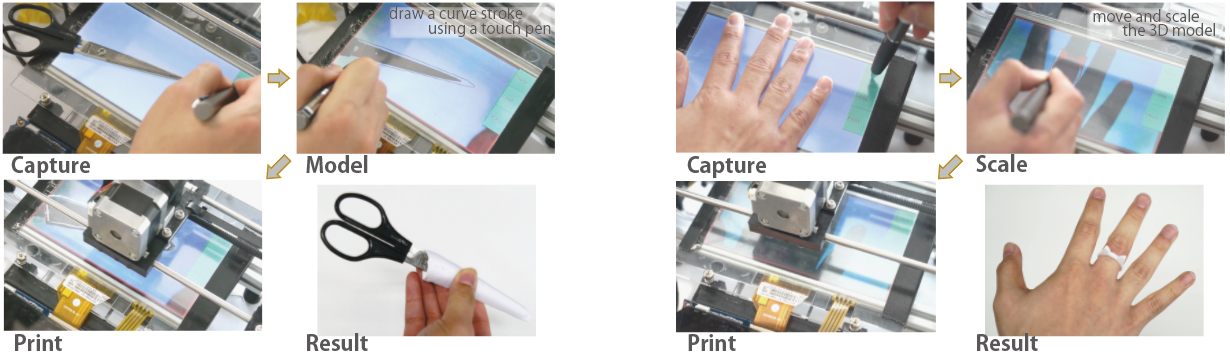 draw a curve stroke
using a touch pen
Capture
Model
Print
Result
move and scale
the 3D model
Capture
Scale
Print
Result